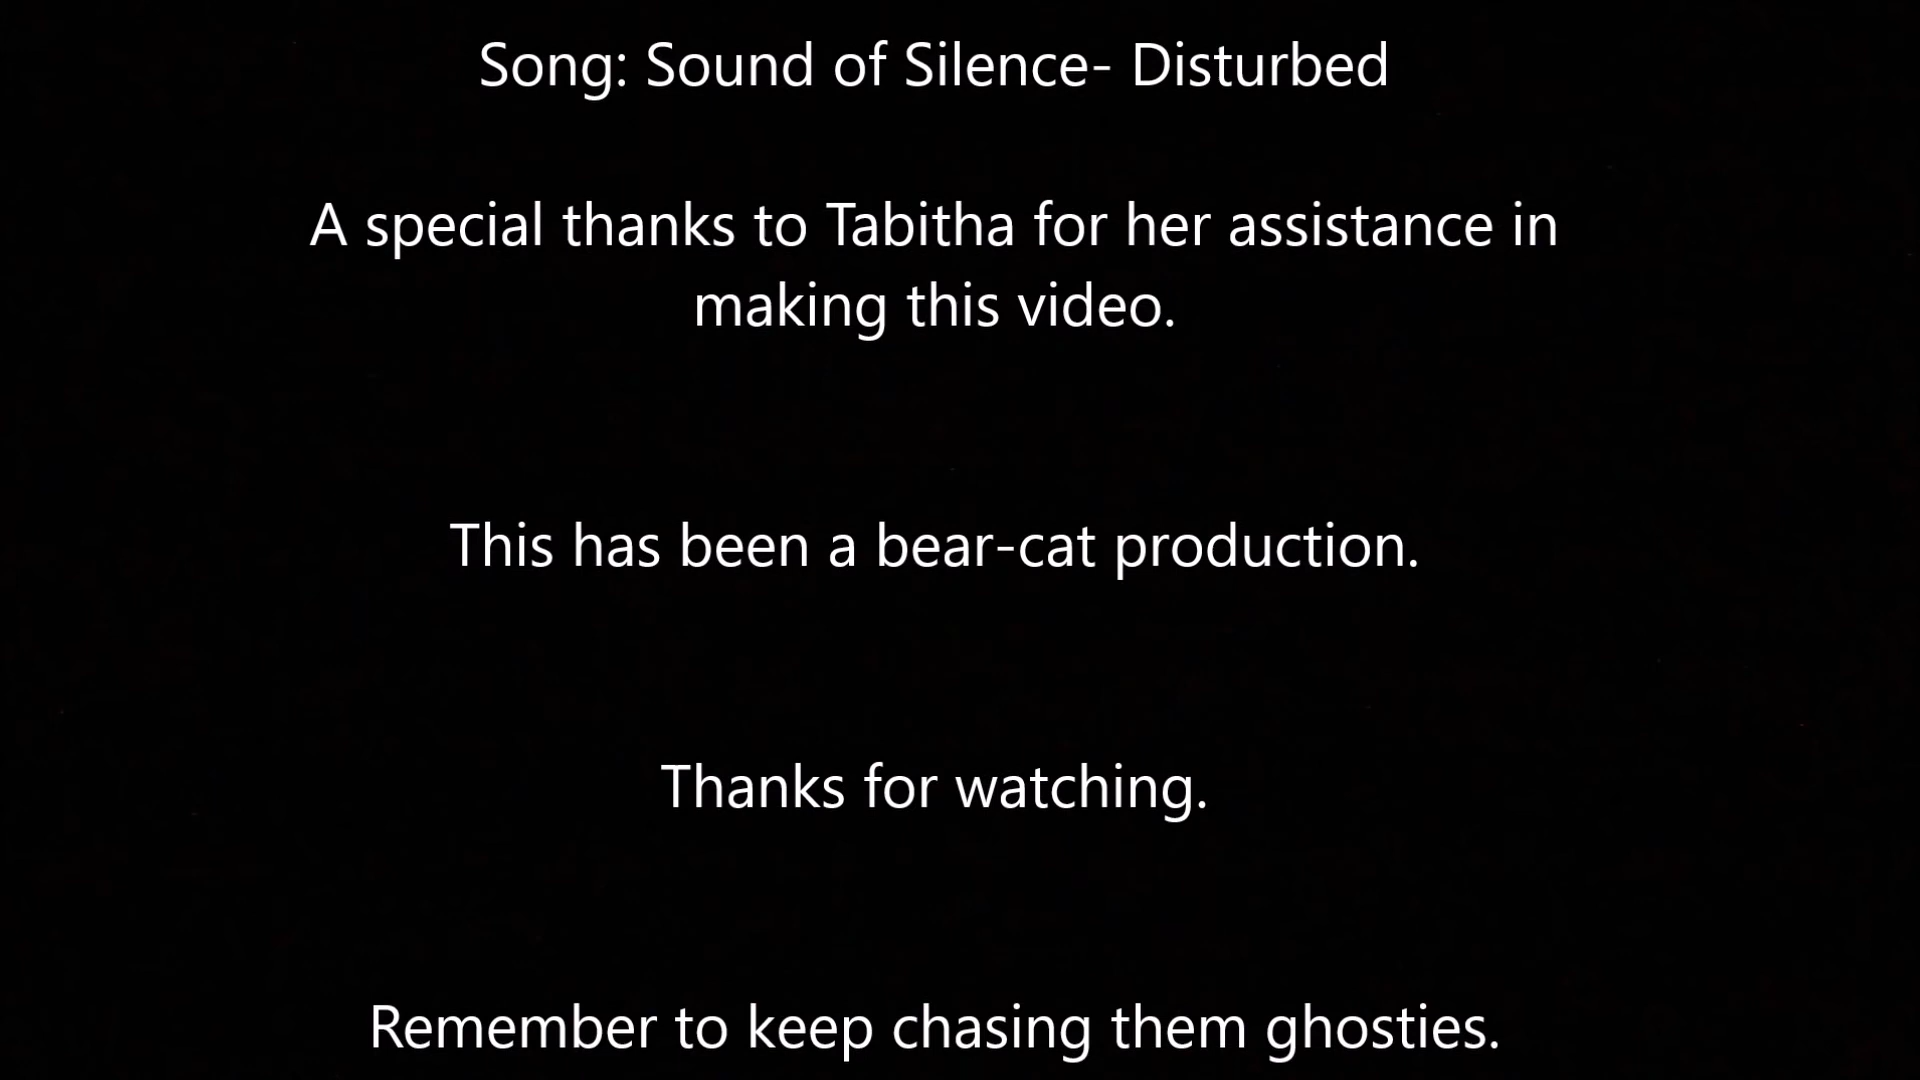 Song: Sound of Silence- Disturbed
A special thanks to Tabitha for her assistance in
making this video.
This has been a bear-cat production.
Thanks for watching.
Remember to keep chasing them ghosties.